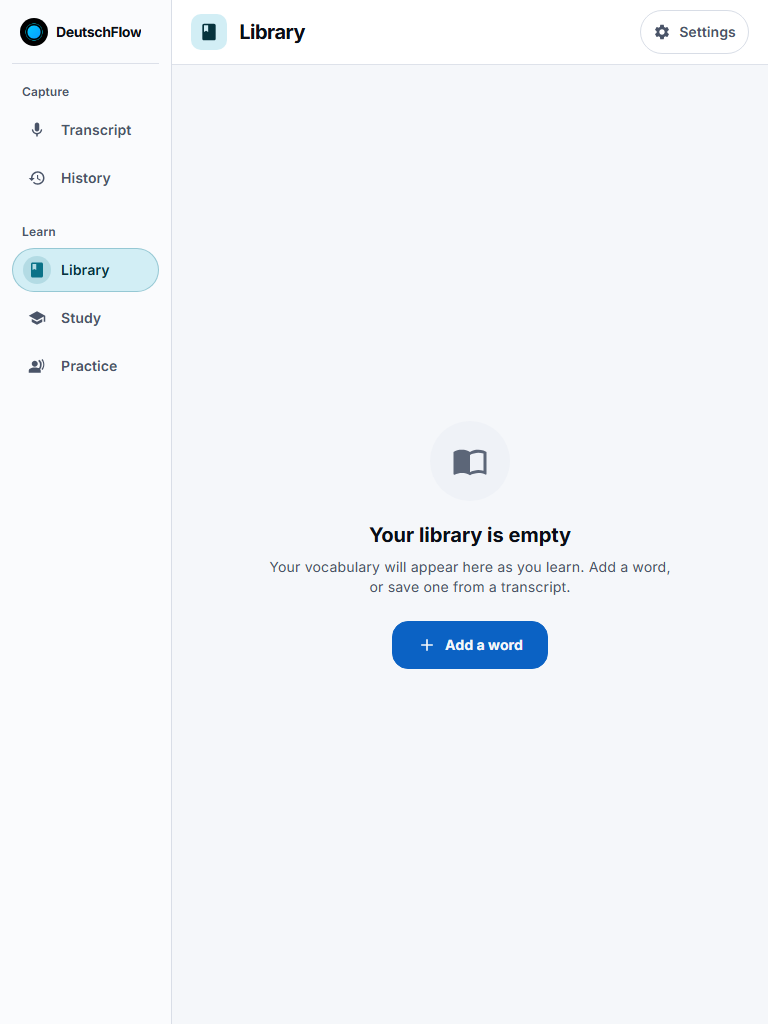 DeutschFlow
Capture
Transcript
History
Learn
Library
Study
Practice
Library
Settings
Your library is empty
Your vocabulary will appear here as you learn. Add a word,
or save one from a transcript.
Add a word